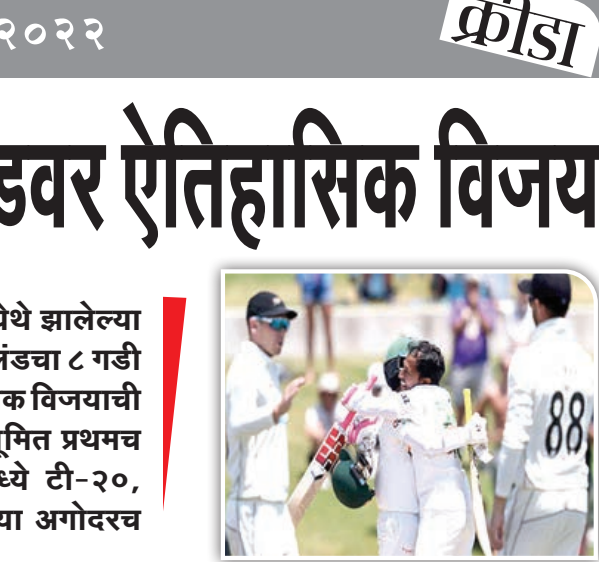 २०२२
क्रीडा
डवर ऐतिहासिक विजय
येथे झालेल्या
लंडचा ८ गडी
क विजयाची
मित प्रथमच
ध्ये टी-२०,
या अगोदरच
88